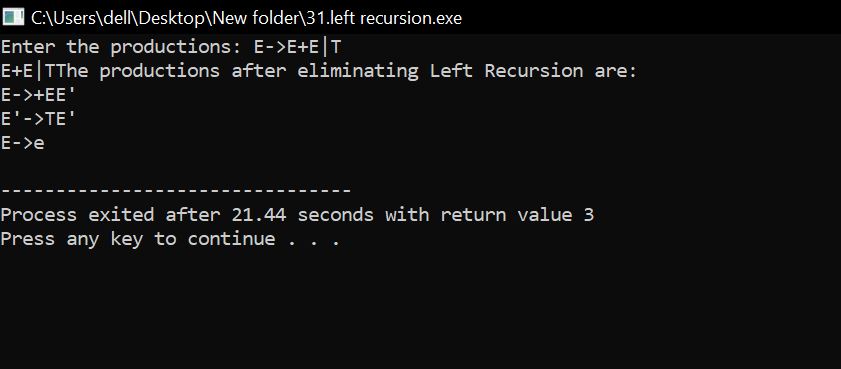 C:\Users\dell\Desktop\New folder\31.left recursion.exe
Enter the productions: E->E+E|T
E+E|TThe productions after eliminating Left Recursion are:
E->+EE'
E'->TE'
E->e
--------------------------------
Process exited after 21.44 seconds with return value 3
Press any key to continue . . .